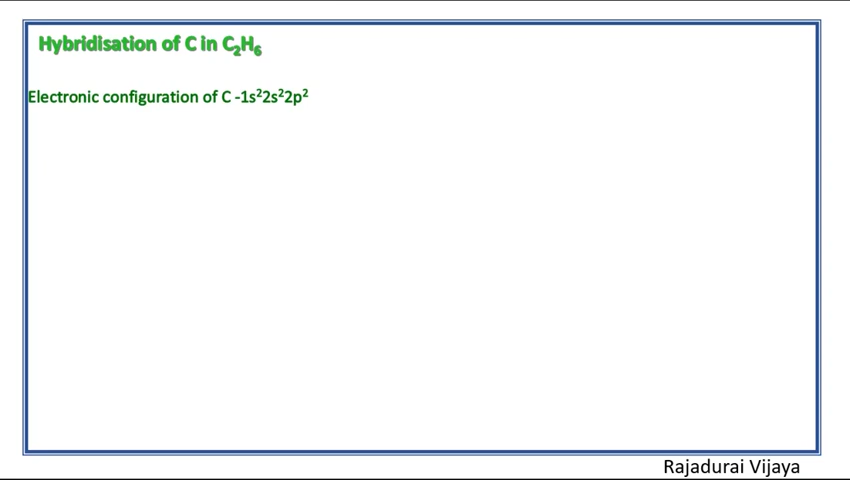 Hybridisation of C in C₂H₆
Electronic configuration of C -1s²2s²2p²
Rajadurai Vijaya